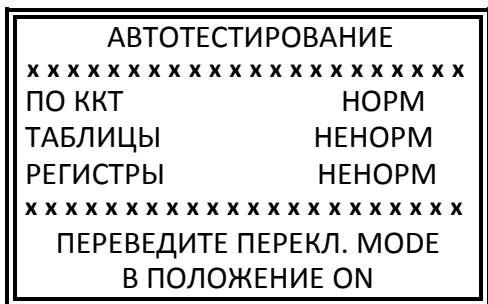 АВТОТЕСТИРОВАНИЕ
x x x x x x x x x x x x x x x x x x x x x x
ПО ККТ НОРМ
ТАБЛИЦЫ НЕНОРМ
РЕГИСТРЫ НЕНОРМ
x x x x x x x x x x x x x x x x x x x x x x
ПЕРЕВЕДИТЕ ПЕРЕКЛ. MODE
В ПОЛОЖЕНИЕ ON